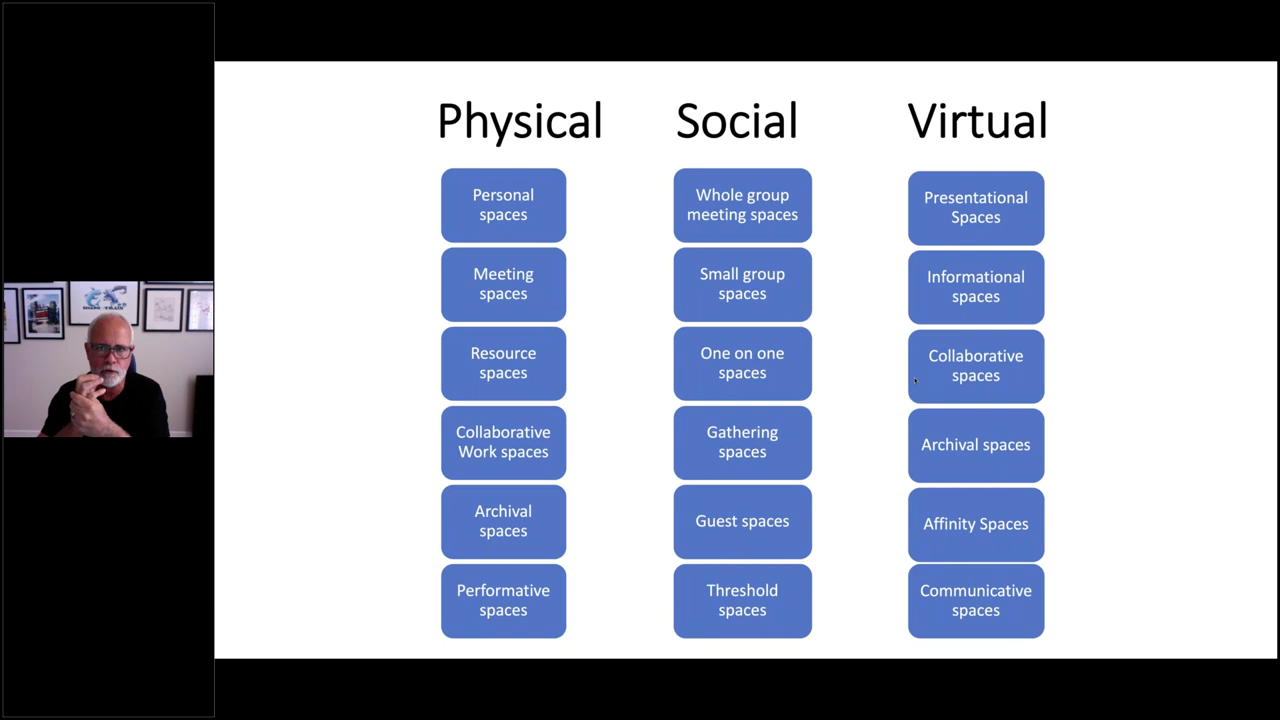 Physical
Social
Virtual
Personal
spaces
Meeting
spaces
Resource
spaces
Collaborative
Work spaces
Archival
spaces
Performative
spaces
Whole group
meeting spaces
Small group
spaces
One on one
spaces
Gathering
spaces
Guest spaces
Threshold
spaces
Presentational
Spaces
Informational
spaces
Collaborative
spaces
Archival spaces
Affinity Spaces
Communicative
spaces